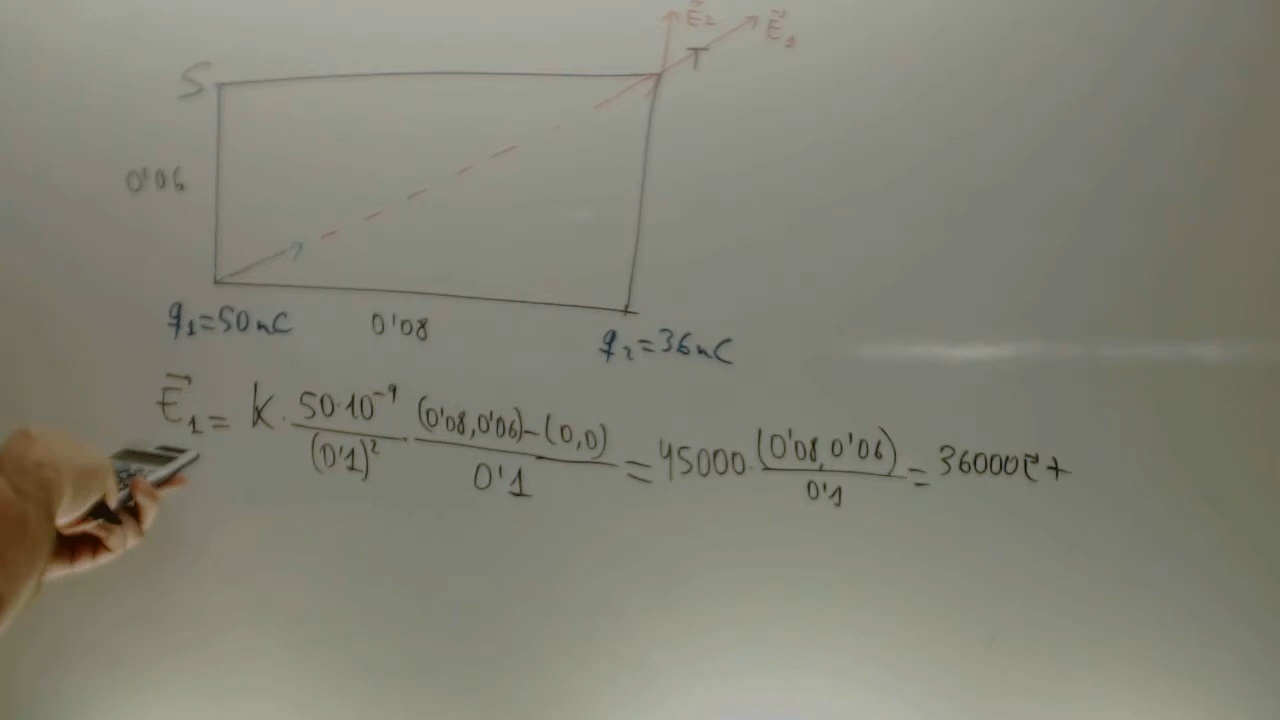 E⃗₂ T E⃗₁
S
0'06
q₁=50nC 0'08 q₂=36nC
E⃗₁ = K · 50·10⁻⁹/(0'1)² · (0'08,0'06)-(0,0)/0'1 = 45000 · (0'08,0'06)/0'1 = 36000 i⃗ +